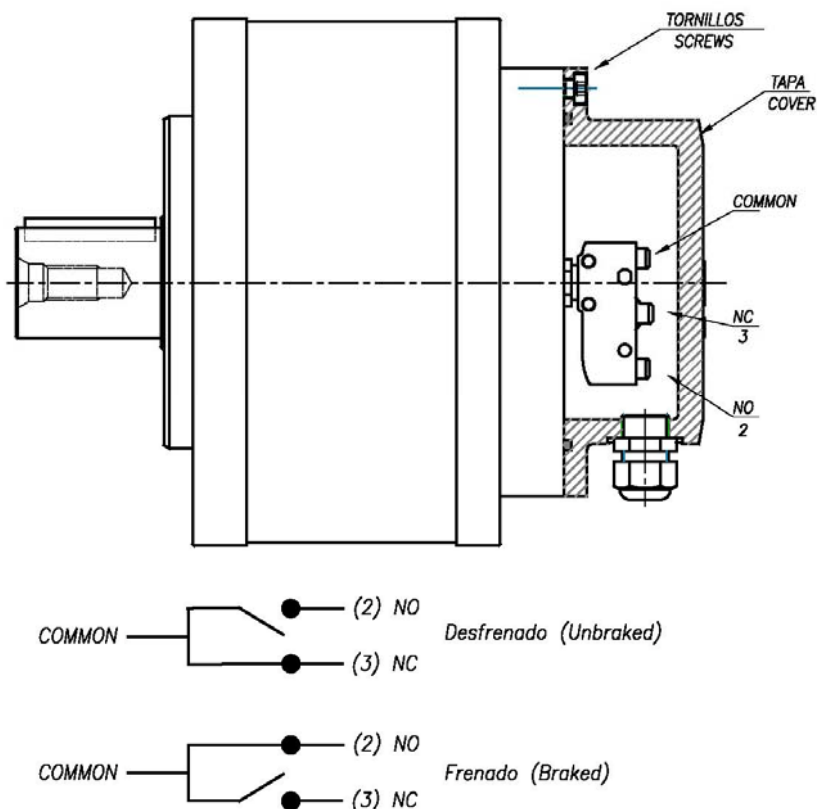 TORNILLOS
SCREWS
TAPA
COVER
COMMON
NC
3
NO
2
(2) NO
COMMON
Desfrenado (Unbraked)
(3) NC
(2) NO
COMMON
Frenado (Braked)
(3) NC